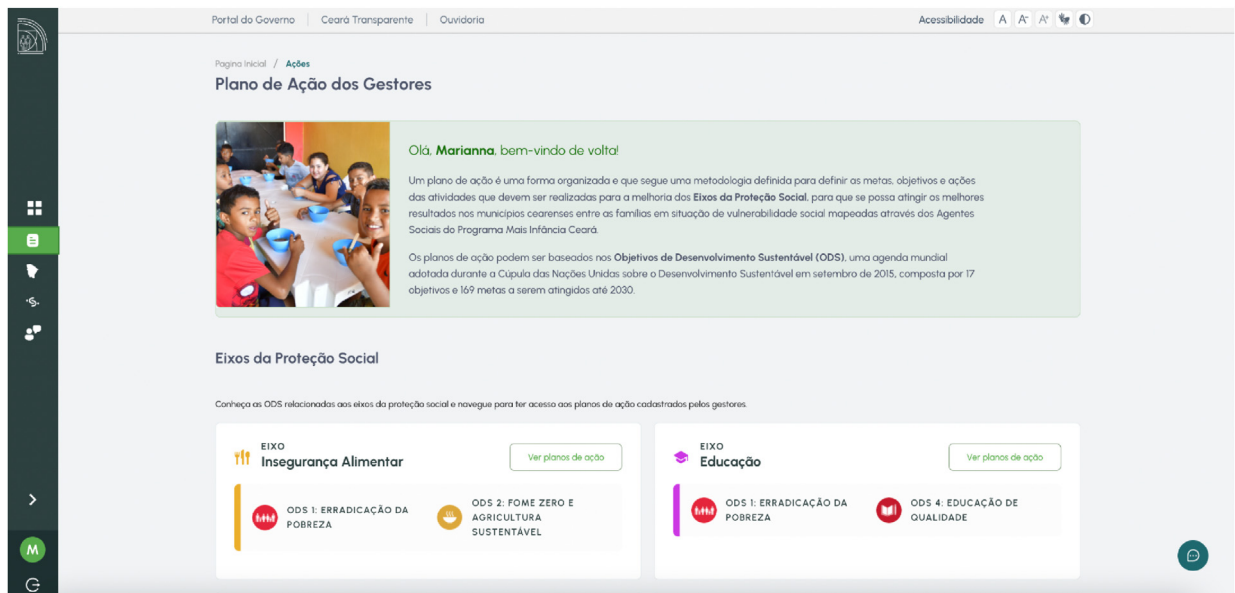 Portal do Governo
Ceará Transparente
Ouvidoria
Acessibilidade
A
A-
A+
Pagina Inicial / Ações
Plano de Ação dos Gestores
Olá, Marianna, bem-vindo de volta!
Um plano de ação é uma forma organizada e que segue uma metodologia definida para definir as metas, objetivos e ações
das atividades que devem ser realizadas para a melhoria dos Eixos da Proteção Social, para que se possa atingir os melhores
resultados nos municípios cearenses entre as famílias em situação de vulnerabilidade social mapeadas através dos Agentes
Sociais do Programa Mais Infância Ceará.
Os planos de ação podem ser baseados nos Objetivos de Desenvolvimento Sustentável (ODS), uma agenda mundial
adotada durante a Cúpula das Nações Unidas sobre o Desenvolvimento Sustentável em setembro de 2015, composta por 17
objetivos e 169 metas a serem atingidos até 2030.
Eixos da Proteção Social
Conheça as ODS relacionadas aos eixos da proteção social e navegue para ter acesso aos planos de ação cadastrados pelos gestores.
EIXO
Insegurança Alimentar
Ver planos de ação
ODS 1: ERRADICAÇÃO DA
POBREZA
ODS 2: FOME ZERO E
AGRICULTURA
SUSTENTÁVEL
EIXO
Educação
Ver planos de ação
ODS 1: ERRADICAÇÃO DA
POBREZA
ODS 4: EDUCAÇÃO DE
QUALIDADE
M